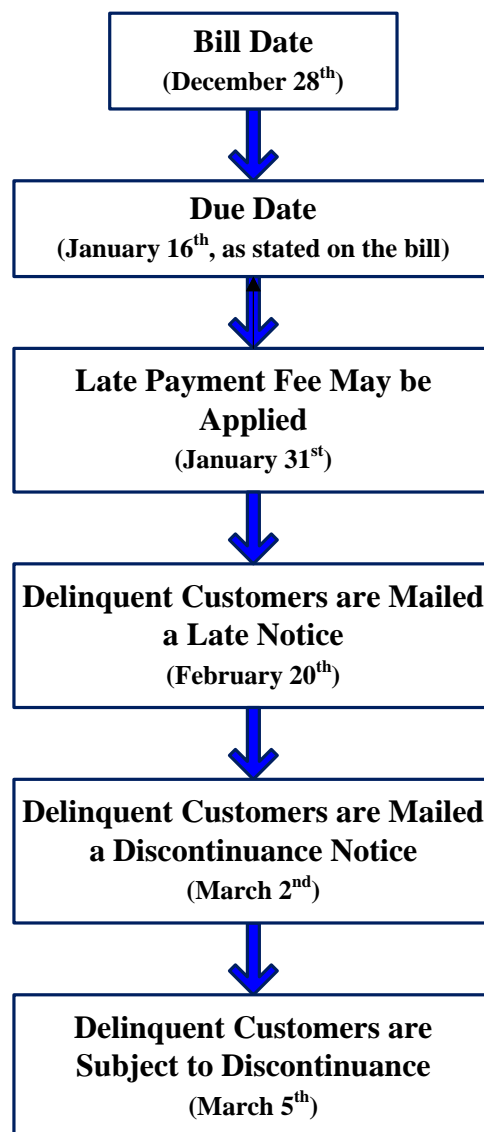 Bill Date
(December 28th)
Due Date
(January 16th, as stated on the bill)
Late Payment Fee May be
Applied
(January 31st)
Delinquent Customers are Mailed
a Late Notice
(February 20th)
Delinquent Customers are Mailed
a Discontinuance Notice
(March 2nd)
Delinquent Customers are
Subject to Discontinuance
(March 5th)